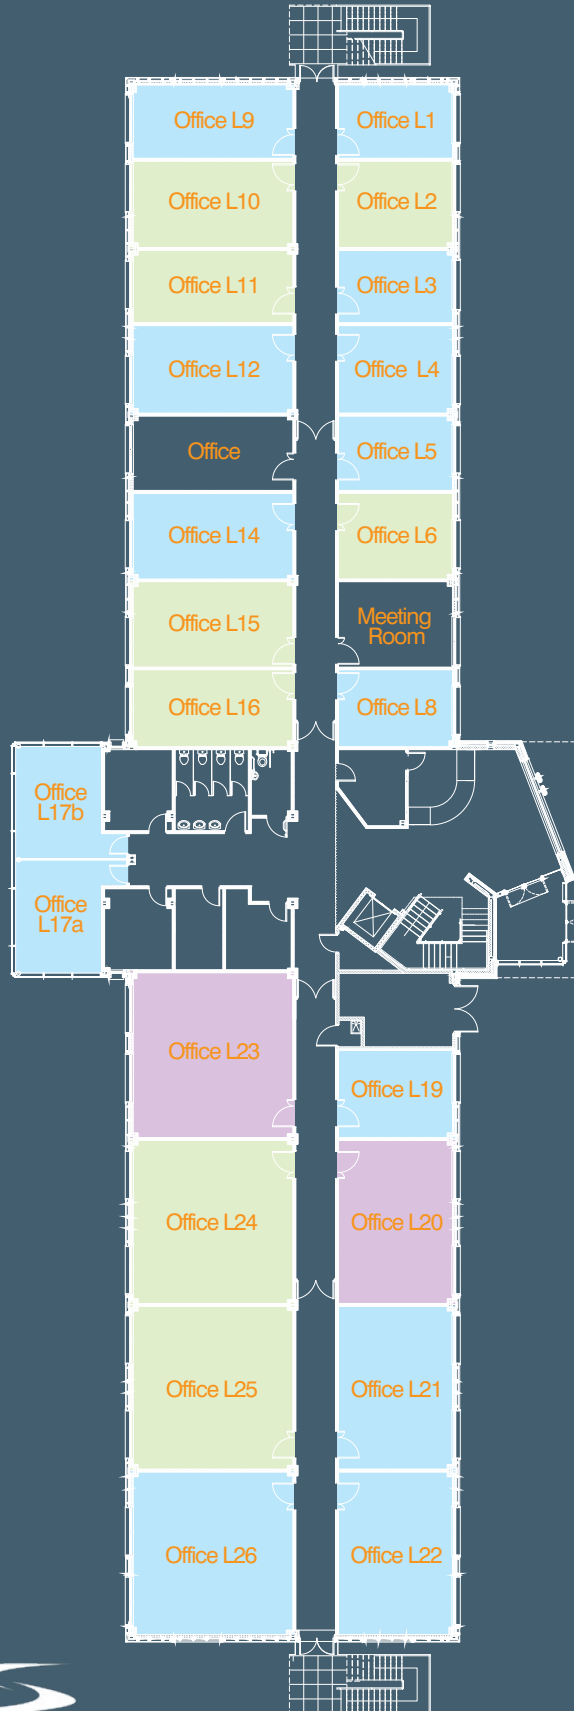 Office L9
Office L1
Office L10
Office L2
Office L11
Office L3
Office L12
Office  L4
Office
Office L5
Office L14
Office L6
Office L15
Meeting
Room
Office L16
Office L8
Office
L17b
Office
L17a
Office L23
Office L19
Office L24
Office L20
Office L25
Office L21
Office L26
Office L22